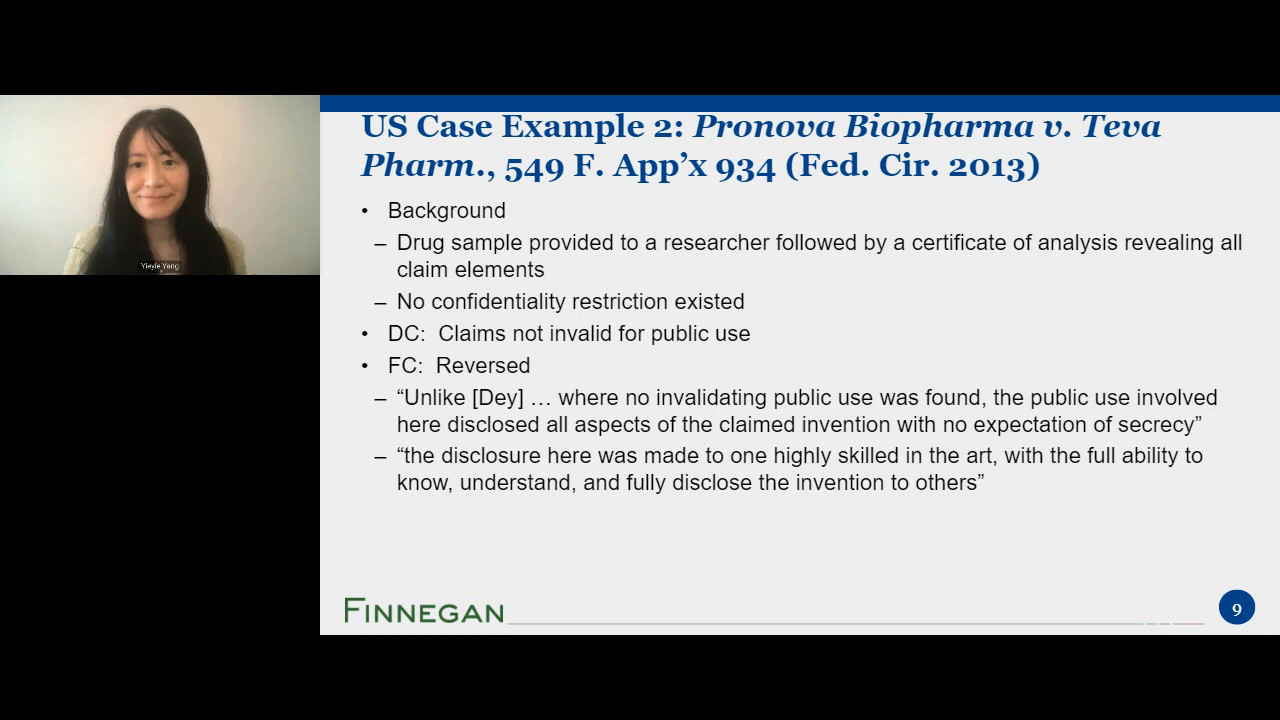 US Case Example 2: Pronova Biopharma v. Teva
Pharm., 549 F. App’x 934 (Fed. Cir. 2013)
• Background
– Drug sample provided to a researcher followed by a certificate of analysis revealing all
claim elements
– No confidentiality restriction existed
• DC: Claims not invalid for public use
• FC: Reversed
– “Unlike [Dey] … where no invalidating public use was found, the public use involved
here disclosed all aspects of the claimed invention with no expectation of secrecy”
– “the disclosure here was made to one highly skilled in the art, with the full ability to
know, understand, and fully disclose the invention to others”
Yieyie Yang
FINNEGAN
9